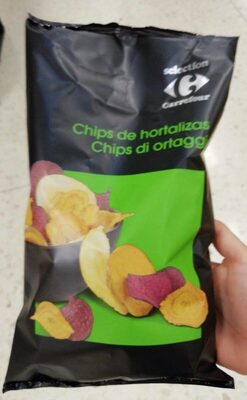 selection
Carrefour
Chips de hortalizas
Chips di ortagg